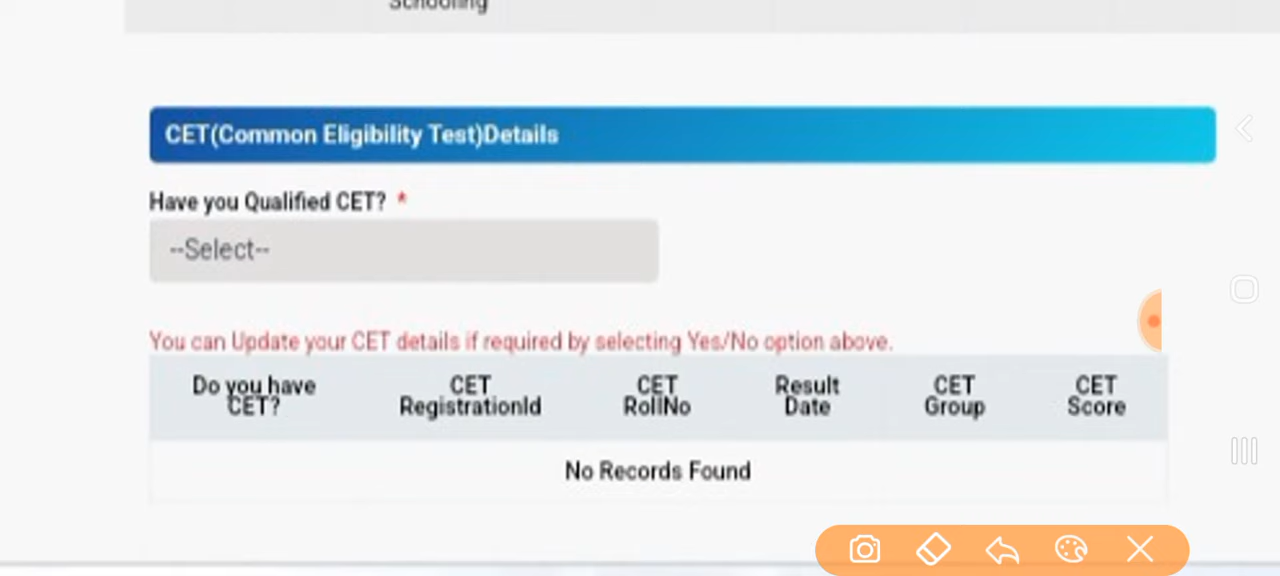 Schooling
CET(Common Eligibility Test)Details
Have you Qualified CET? *
--Select--
You can Update your CET details if required by selecting Yes/No option above.
Do you have CET? CET RegistrationId CET RollNo Result Date CET Group CET Score
No Records Found